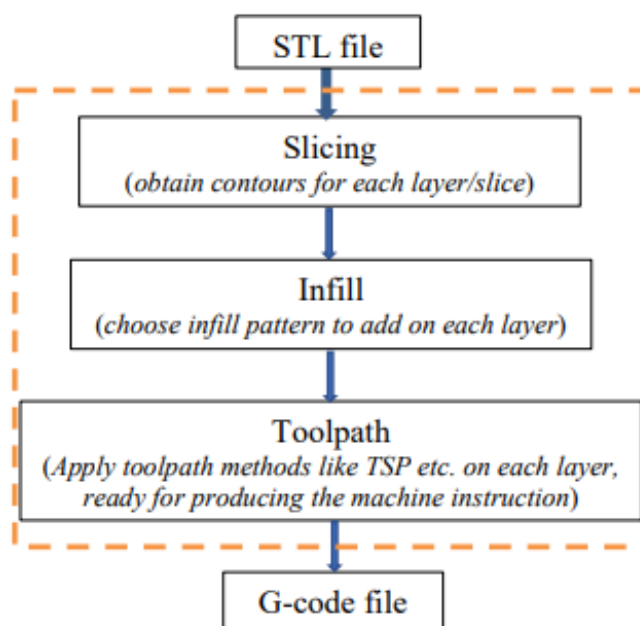 STL file
Slicing
(obtain contours for each layer/slice)
Infill
(choose infill pattern to add on each layer)
Toolpath
(Apply toolpath methods like TSP etc. on each layer,
ready for producing the machine instruction)
G-code file